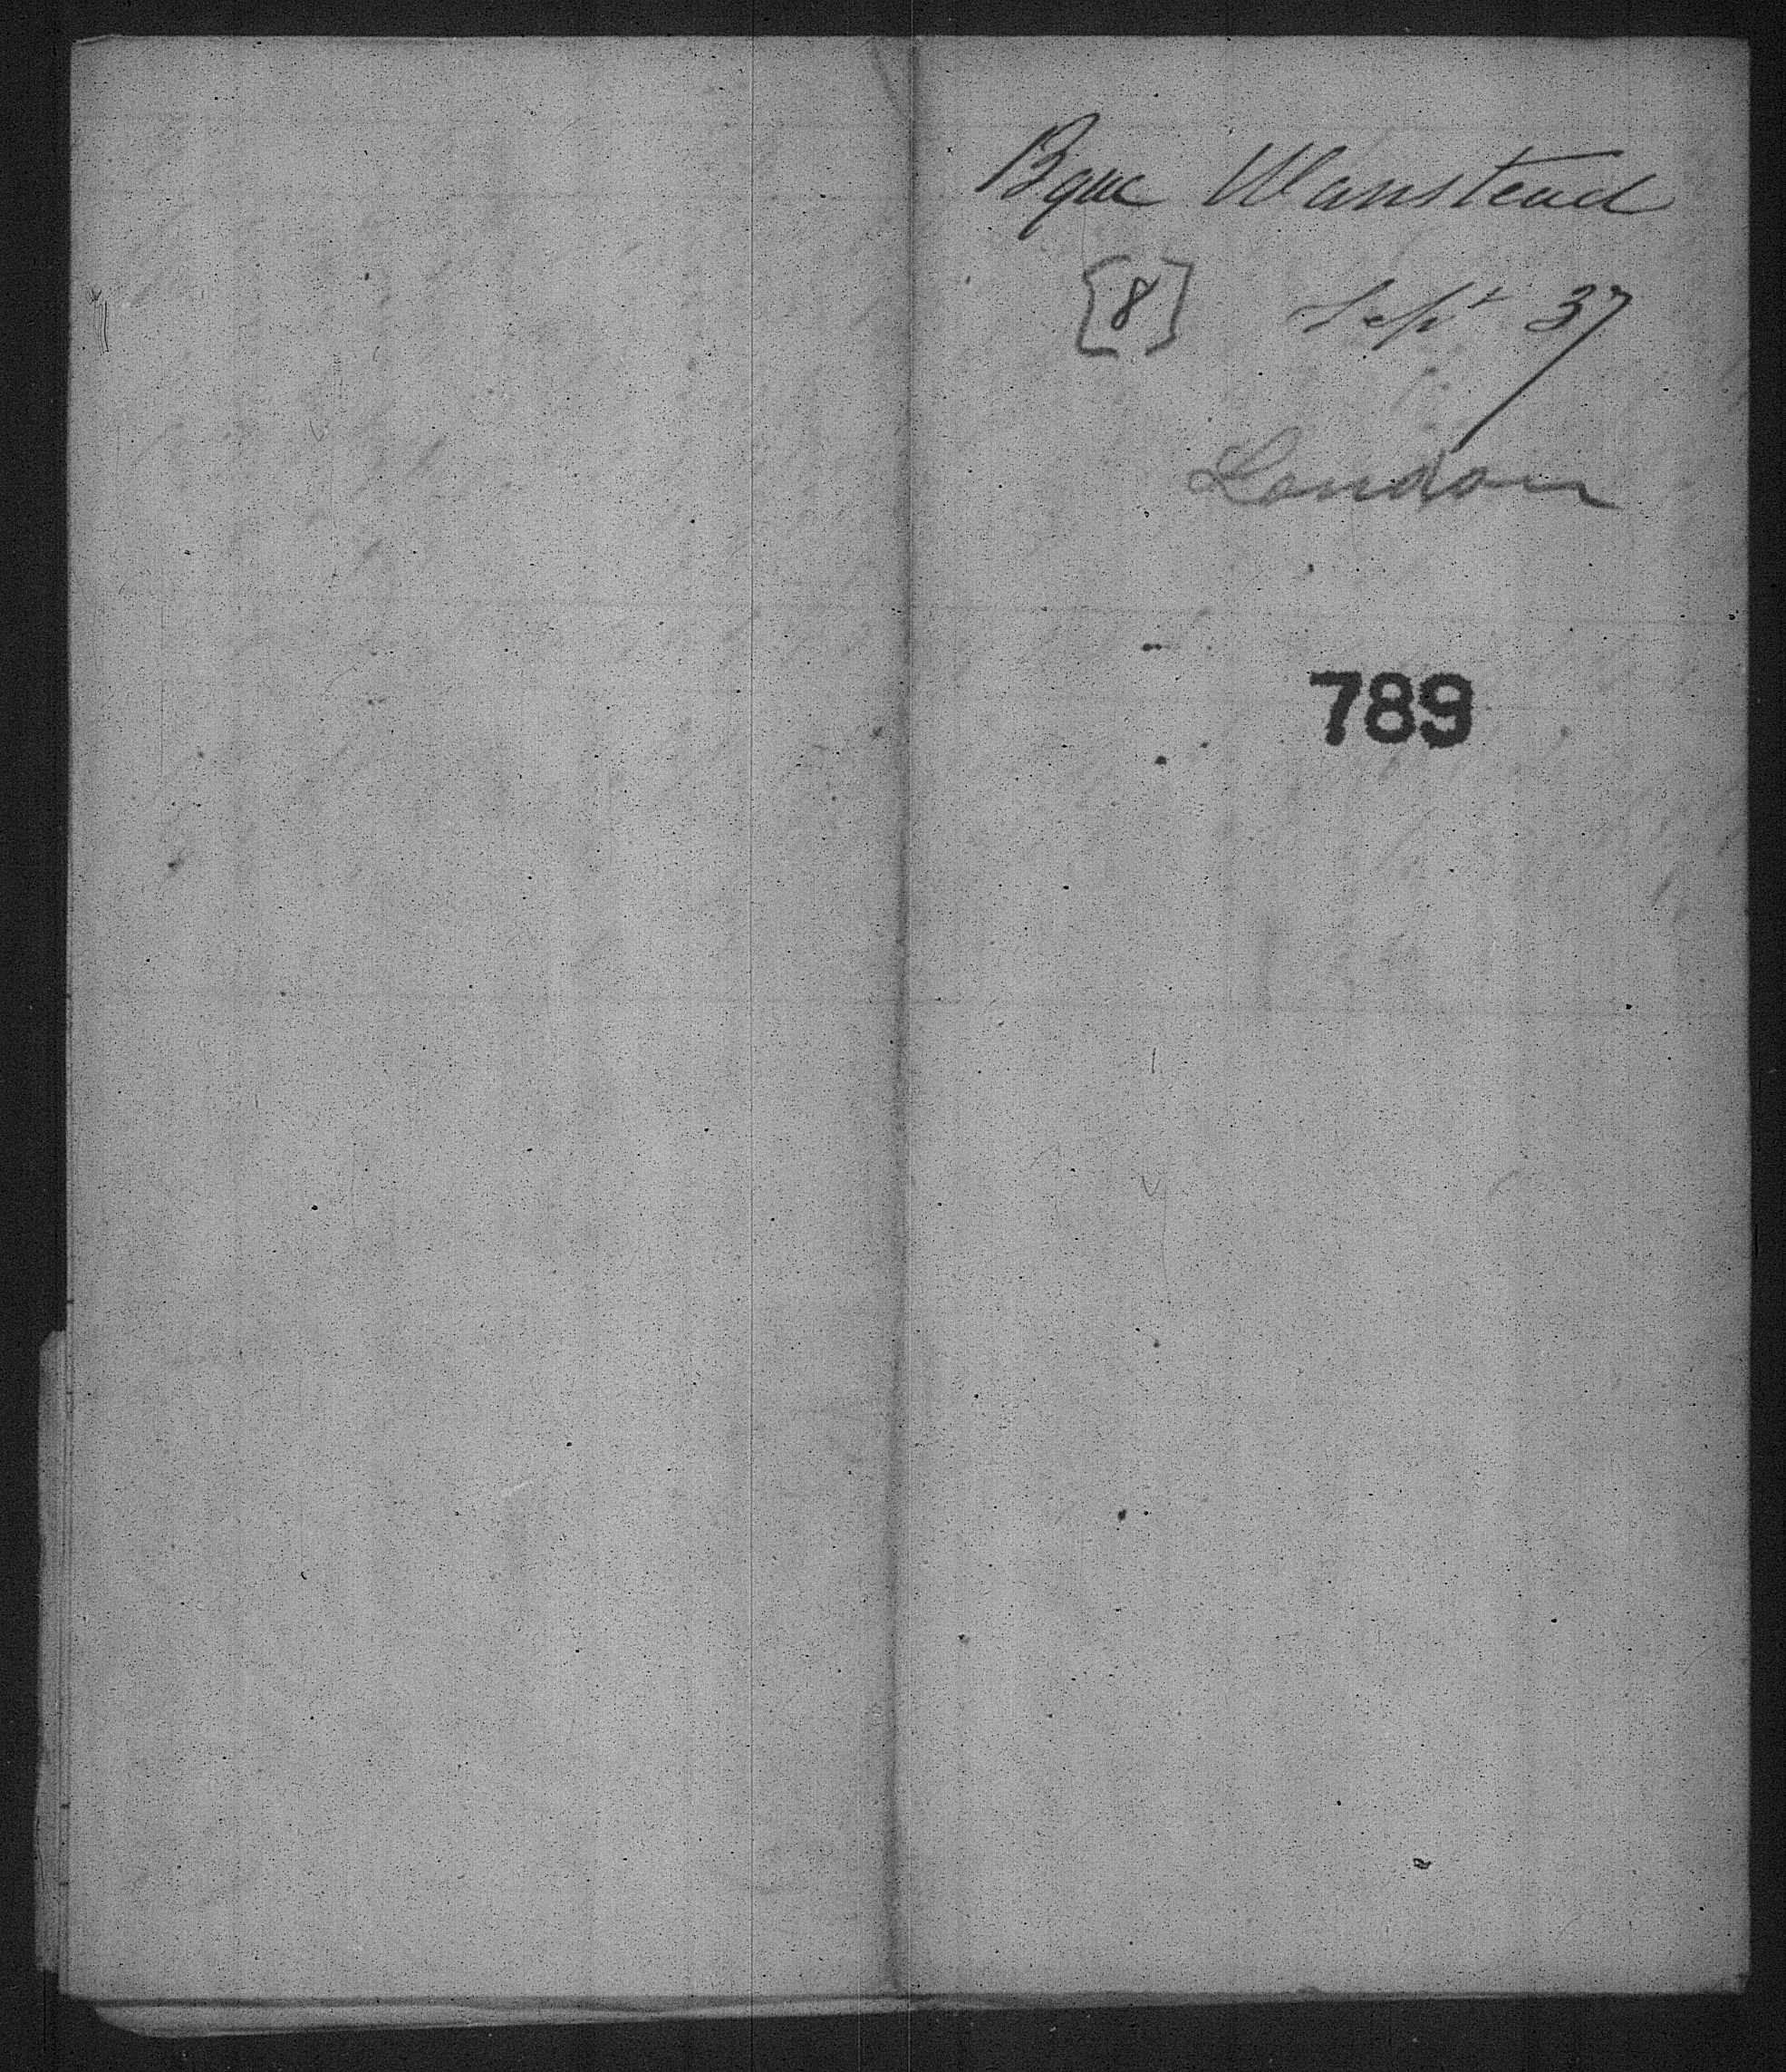 Bque Wanstead
[8] Sept 37
London
789